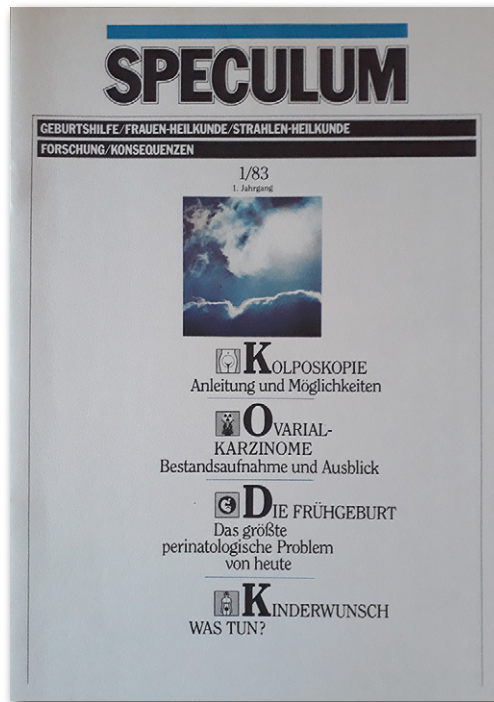 SPECULUM
GEBURTSHILFE/FRAUEN-HEILKUNDE/STRAHLEN-HEILKUNDE
FORSCHUNG/KONSEQUENZEN
1/83
1. Jahrgang
KOLPOSKOPIE
Anleitung und Möglichkeiten
OVARIAL-
KARZINOME
Bestandsaufnahme und Ausblick
DIE FRÜHGEBURT
Das größte
perinatologische Problem
von heute
KINDERWUNSCH
WAS TUN?